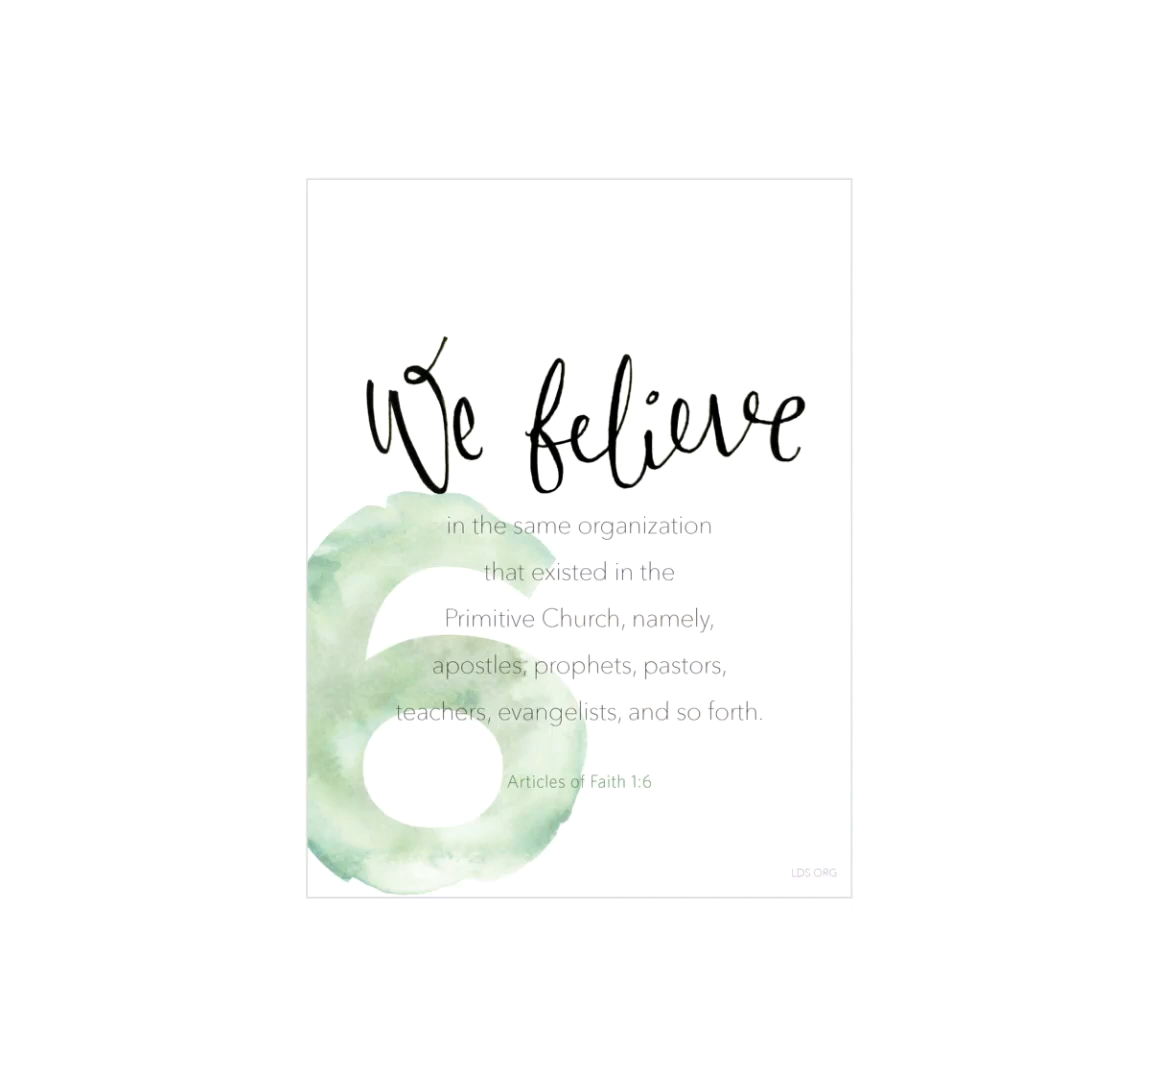 We believe
in the same organization
that existed in the
Primitive Church, namely,
apostles, prophets, pastors,
teachers, evangelists, and so forth.
Articles of Faith 1:6
6
LDS.ORG